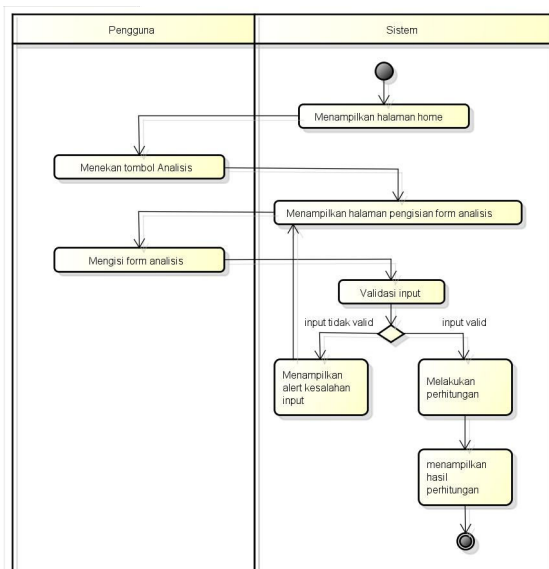 Pengguna
Sistem
Menampilkan halaman home
Menekan tombol Analisis
Menampilkan halaman pengisian form analisis
Mengisi form analisis
Validasi input
input tidak valid
input valid
Menampilkan
alert kesalahan
input
Melakukan
perhitungan
menampilkan
hasil
perhitungan